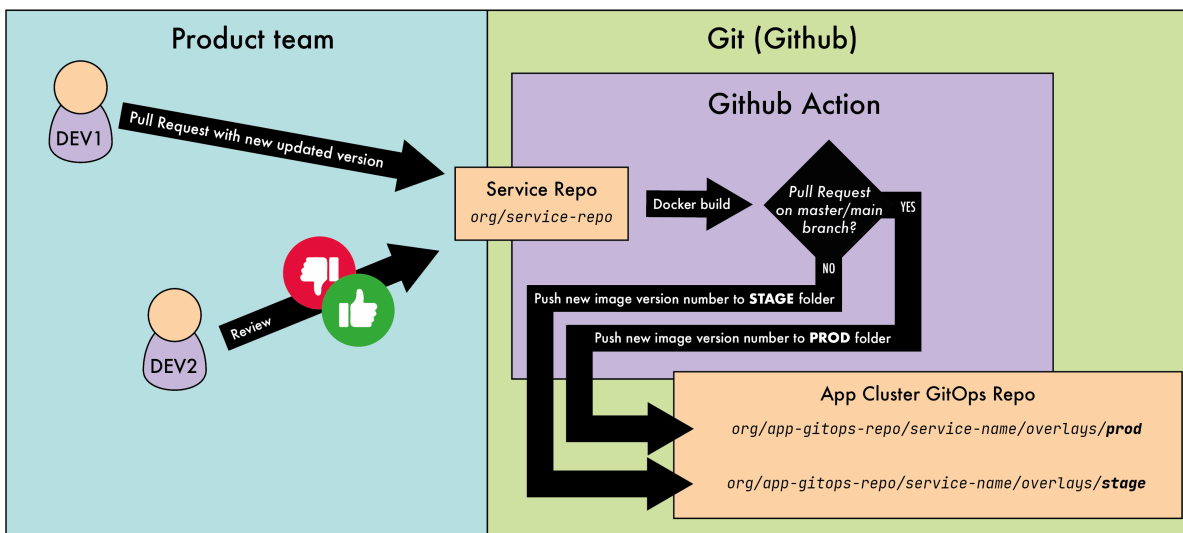 Product team
Git (Github)
DEV1
Pull Request with new updated version
Github Action
Service Repo
org/service-repo
Docker build
Pull Request
on master/main
branch?
YES
NO
Push new image version number to STAGE folder
Push new image version number to PROD folder
Review
DEV2
App Cluster GitOps Repo
org/app-gitops-repo/service-name/overlays/prod
org/app-gitops-repo/service-name/overlays/stage